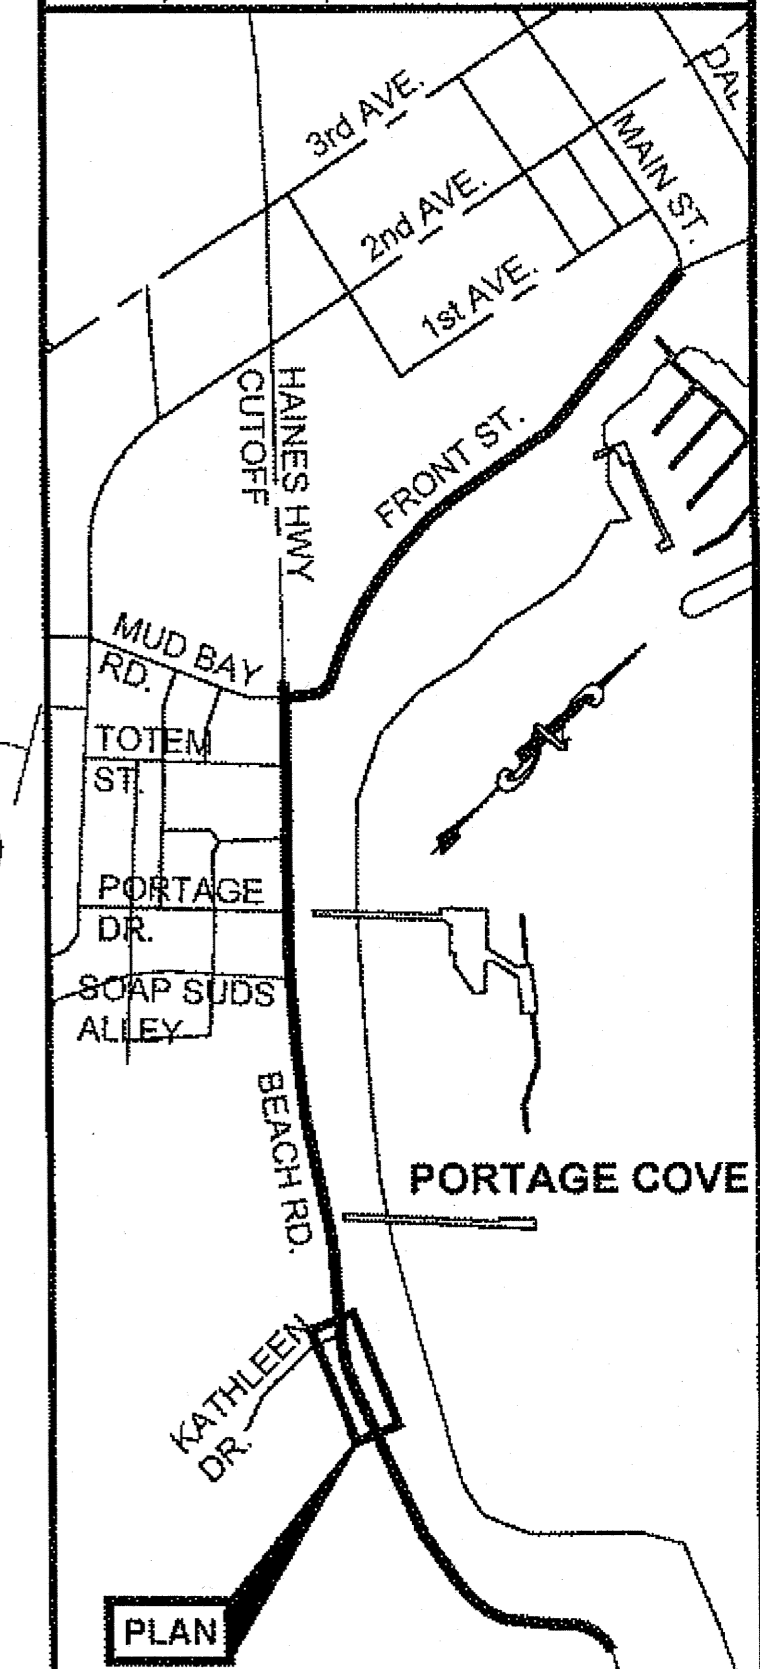 3rd AVE.
DAL
MAIN ST.
2nd AVE.
1st AVE.
HAINES HWY
CUTOFF
FRONT ST.
MUD BAY
RD.
TOTEM
ST.
N
PORTAGE
DR.
SOAP SUDS
ALLEY
BEACH RD.
PORTAGE COVE
KATHLEEN
DR.
PLAN